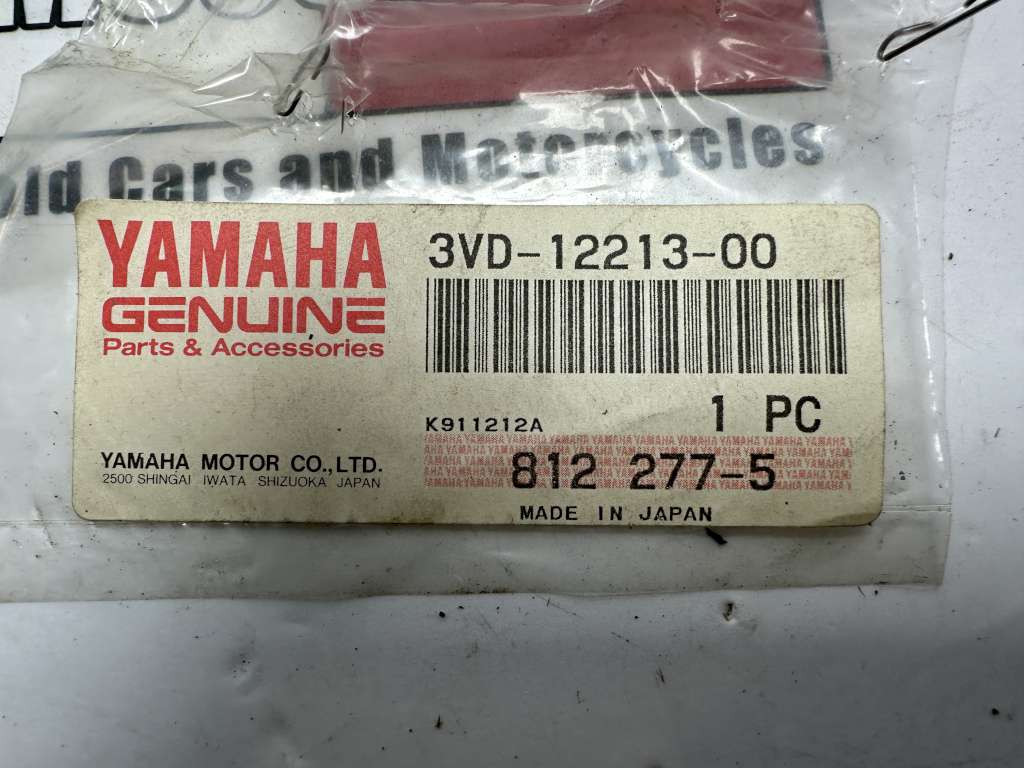 old Cars and Motorcycles
YAMAHA
GENUINE
Parts & Accessories
YAMAHA MOTOR CO.,LTD.
2500 SHINGAI IWATA SHIZUOKA JAPAN
3VD-12213-00
K911212A
1 PC
812 277-5
MADE IN JAPAN